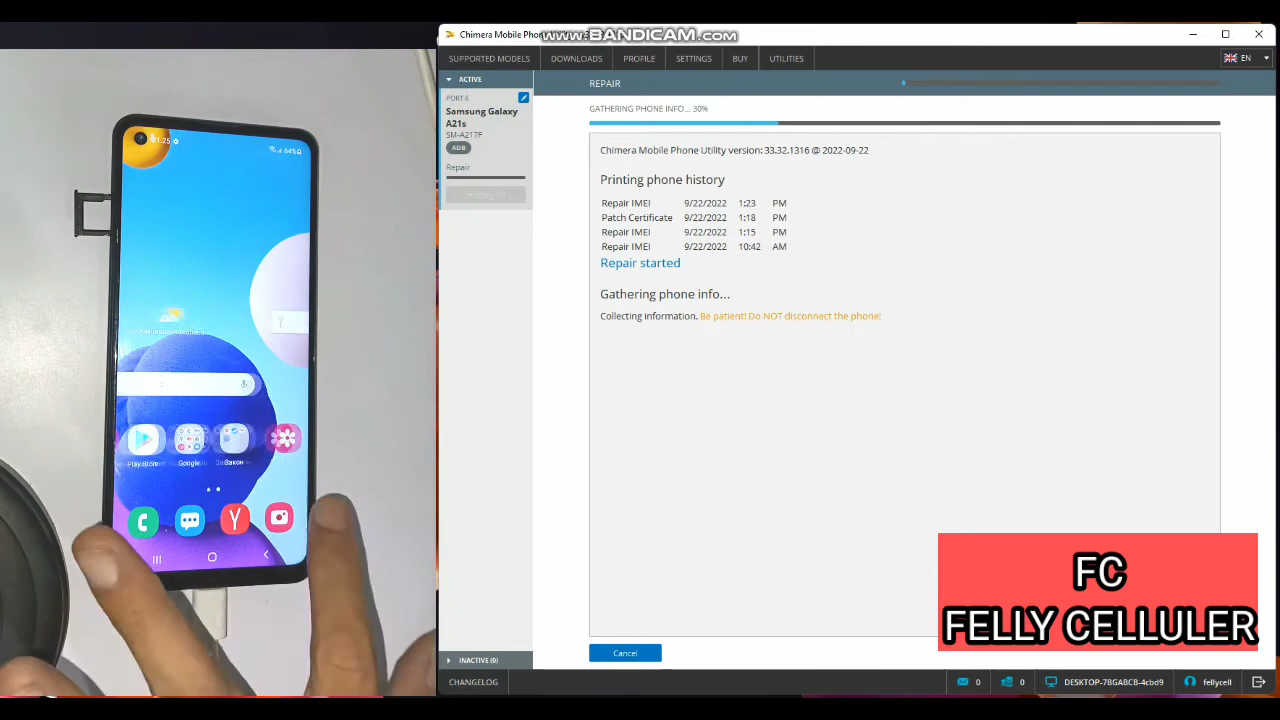 Chimera Mobile Pho
www.BANDICAM.com
SUPPORTED MODELS
DOWNLOADS
PROFILE
SETTINGS
BUY
UTILITIES
EN
ACTIVE
REPAIR
PORT 8
Samsung Galaxy
A21s
SM-A217F
ADB
Repair
GATHERING PHONE INFO... 30%
Chimera Mobile Phone Utility version: 33.32.1316 @ 2022-09-22
Printing phone history
Repair IMEI 9/22/2022 1:23 PM
Patch Certificate 9/22/2022 1:18 PM
Repair IMEI 9/22/2022 1:15 PM
Repair IMEI 9/22/2022 10:42 AM
Repair started
Gathering phone info...
Collecting information. Be patient! Do NOT disconnect the phone!
Cancel
INACTIVE (0)
CHANGELOG
0
0
DESKTOP-7BGABCB-4cbd9
fellycell
21.25
64%
Play Store
Google
FC
FELLY CELLULER